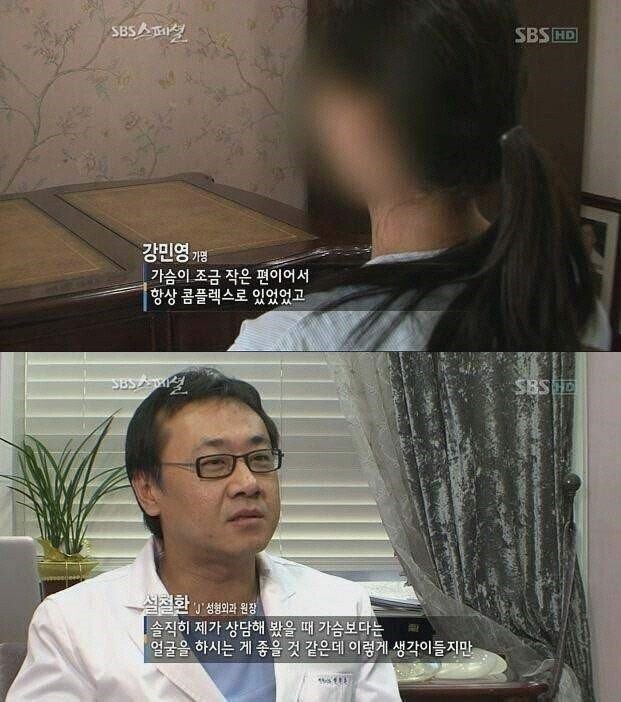 SBS스페셜
SBS HD
강민영 가명
가슴이 조금 작은 편이어서
항상 콤플렉스로 있었었고
SBS스페셜
SBS HD
설철환 'J' 성형외과 원장
솔직히 제가 상담해 봤을 때 가슴보다는
얼굴을 하시는 게 좋을 것 같은데 이렇게 생각이들지만